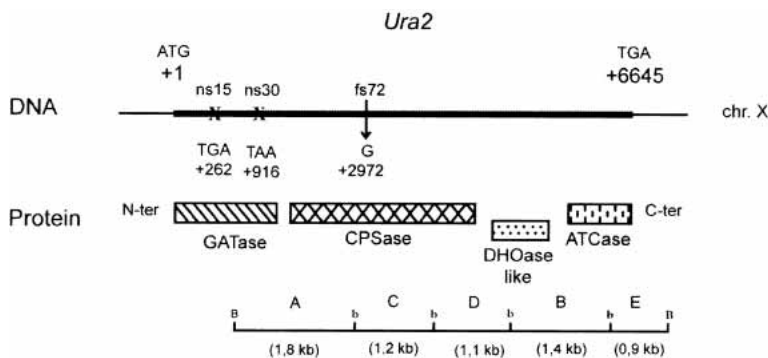 Ura2
ATG
+1
TGA
+6645
ns15 ns30 fs72
DNA
chr. X
TGA TAA G
+262 +916 +2972
Protein
N-ter
C-ter
GATase
CPSase
DHOase
like
ATCase
A C D B E
B b b b b B
(1,8 kb) (1.2 kb) (1,1 kb) (1,4 kb) (0,9 kb)